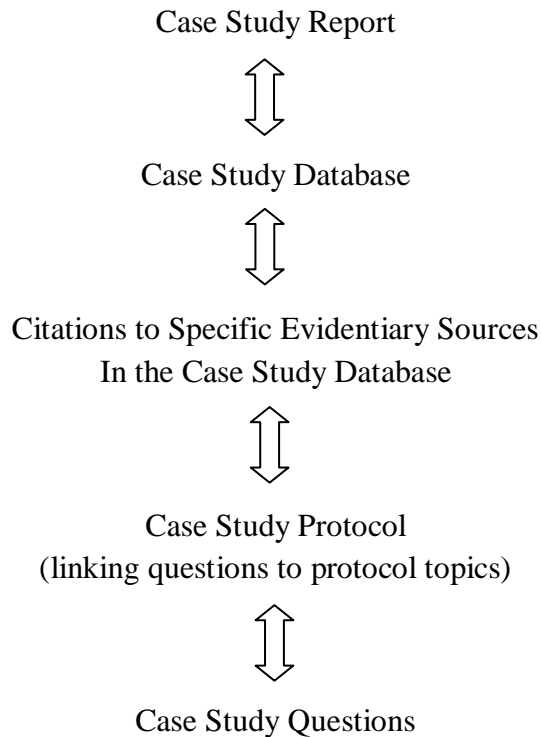 Case Study Report
Case Study Database
Citations to Specific Evidentiary Sources
In the Case Study Database
Case Study Protocol
(linking questions to protocol topics)
Case Study Questions